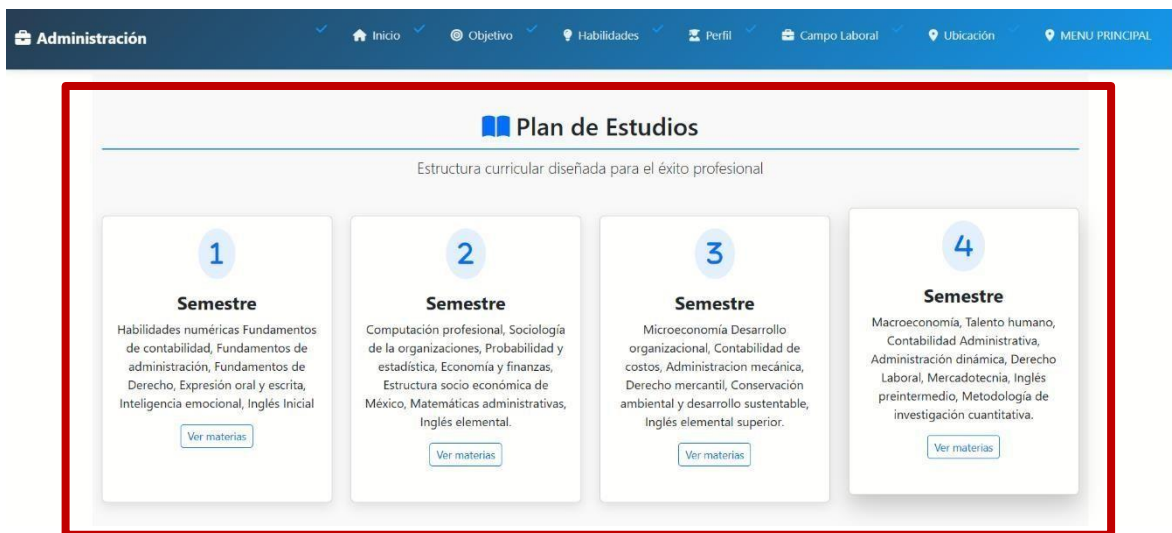 Administración
Inicio
Objetivo
Habilidades
Perfil
Campo Laboral
Ubicación
MENU PRINCIPAL
Plan de Estudios
Estructura curricular diseñada para el éxito profesional
1
Semestre
Habilidades numéricas Fundamentos
de contabilidad, Fundamentos de
administración, Fundamentos de
Derecho, Expresión oral y escrita,
Inteligencia emocional, Inglés Inicial
Ver materias
2
Semestre
Computación profesional, Sociología
de la organizaciones, Probabilidad y
estadística, Economía y finanzas,
Estructura socio económica de
México, Matemáticas administrativas,
Inglés elemental.
Ver materias
3
Semestre
Microeconomía Desarrollo
organizacional, Contabilidad de
costos, Administracion mecánica,
Derecho mercantil, Conservación
ambiental y desarrollo sustentable,
Inglés elemental superior.
Ver materias
4
Semestre
Macroeconomía, Talento humano,
Contabilidad Administrativa,
Administración dinámica, Derecho
Laboral, Mercadotecnia, Inglés
preintermedio, Metodología de
investigación cuantitativa.
Ver materias